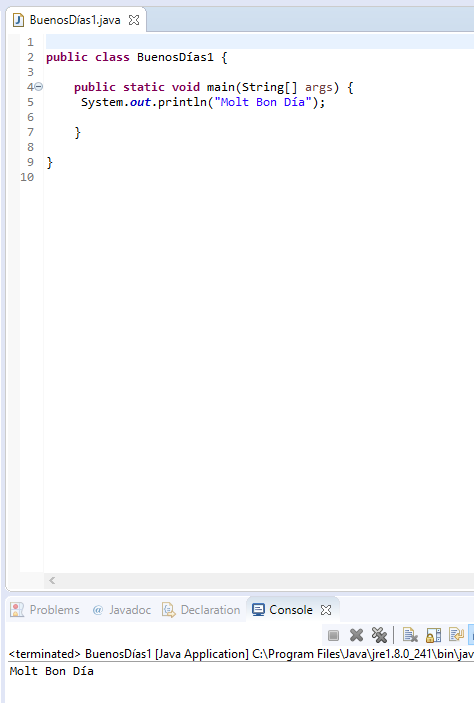 BuenosDías1.java
1
2 public class BuenosDías1 {
3
4 public static void main(String[] args) {
5 System.out.println("Molt Bon Día");
6
7 }
8
9 }
10
Problems @ Javadoc Declaration Console
<terminated> BuenosDías1 [Java Application] C:\Program Files\Java\jre1.8.0_241\bin\jav
Molt Bon Día